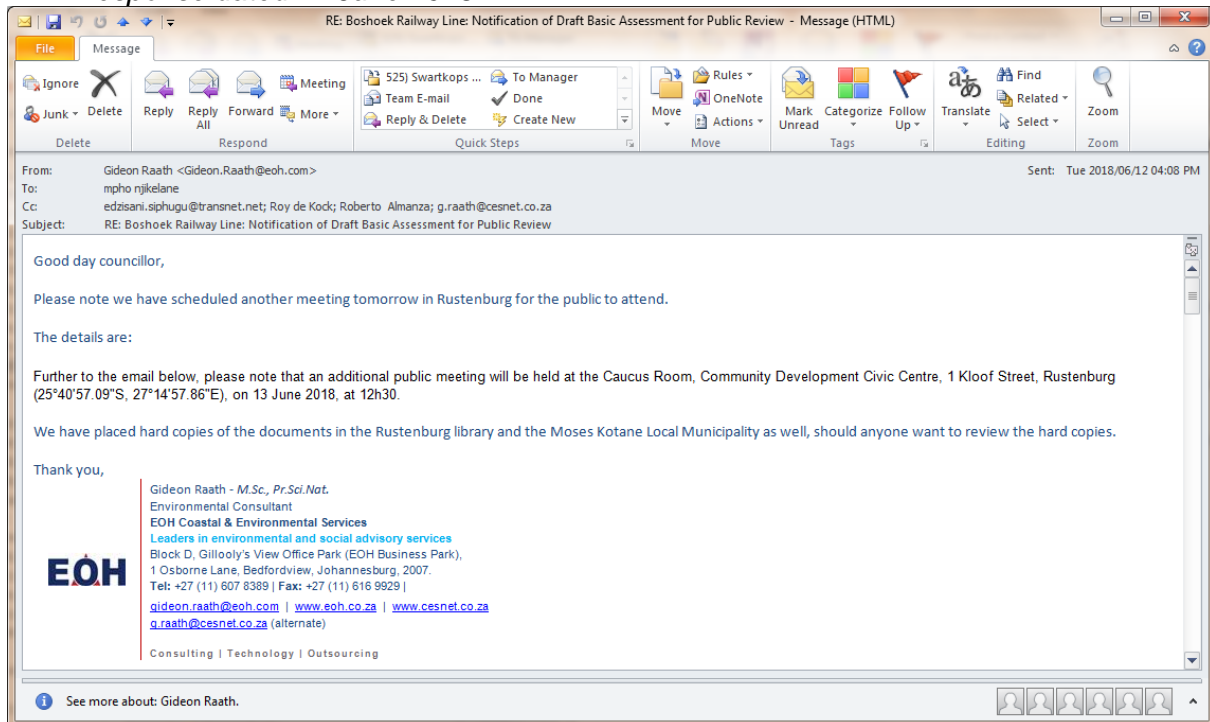 RE: Boshoek Railway Line: Notification of Draft Basic Assessment for Public Review - Message (HTML)
File Message
Ignore
Junk
Delete
Reply
Reply All
Forward
Meeting
More
525) Swartkops ...
Team E-mail
Reply & Delete
To Manager
Done
Create New
Move
Rules
OneNote
Actions
Mark Unread
Categorize
Follow Up
Translate
Find
Related
Select
Zoom
Delete Respond Quick Steps Move Tags Editing Zoom
From: Gideon Raath <Gideon.Raath@eoh.com> Sent: Tue 2018/06/12 04:08 PM
To: mpho njikelane
Cc: edzisani.siphugu@transnet.net; Roy de Kock; Roberto Almanza; g.raath@cesnet.co.za
Subject: RE: Boshoek Railway Line: Notification of Draft Basic Assessment for Public Review
Good day councillor,
Please note we have scheduled another meeting tomorrow in Rustenburg for the public to attend.
The details are:
Further to the email below, please note that an additional public meeting will be held at the Caucus Room, Community Development Civic Centre, 1 Kloof Street, Rustenburg
(25°40'57.09"S, 27°14'57.86"E), on 13 June 2018, at 12h30.
We have placed hard copies of the documents in the Rustenburg library and the Moses Kotane Local Municipality as well, should anyone want to review the hard copies.
Thank you,
EOH
Gideon Raath - M.Sc., Pr.Sci.Nat.
Environmental Consultant
EOH Coastal & Environmental Services
Leaders in environmental and social advisory services
Block D, Gillooly's View Office Park (EOH Business Park),
1 Osborne Lane, Bedfordview, Johannesburg, 2007.
Tel: +27 (11) 607 8389 | Fax: +27 (11) 616 9929 |
gideon.raath@eoh.com | www.eoh.co.za | www.cesnet.co.za
g.raath@cesnet.co.za (alternate)
Consulting | Technology | Outsourcing
See more about: Gideon Raath.